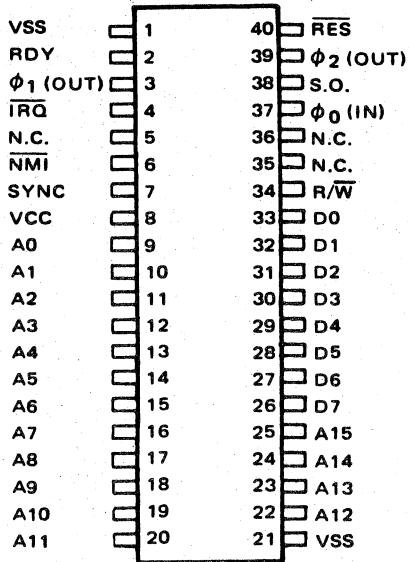 VSS 1 40 R̅E̅S̅
RDY 2 39 ϕ2 (OUT)
ϕ1 (OUT) 3 38 S.O.
I̅R̅Q̅ 4 37 ϕ0 (IN)
N.C. 5 36 N.C.
N̅M̅I̅ 6 35 N.C.
SYNC 7 34 R/W̅
VCC 8 33 D0
A0 9 32 D1
A1 10 31 D2
A2 11 30 D3
A3 12 29 D4
A4 13 28 D5
A5 14 27 D6
A6 15 26 D7
A7 16 25 A15
A8 17 24 A14
A9 18 23 A13
A10 19 22 A12
A11 20 21 VSS